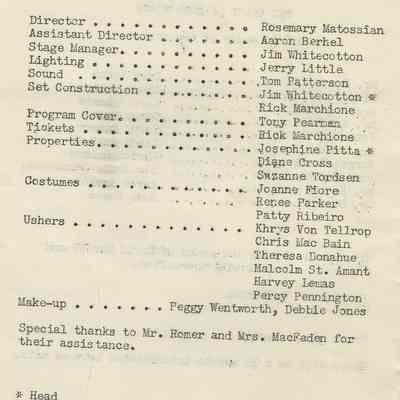 Director . . . . . . . . . . Rosemary Matossian
Assistant Director . . . . . . Aaron Berhel
Stage Manager. . . . . . . . . Jim Whitecotton
Lighting . . . . . . . . . . . Jerry Little
Sound . . . . . . . . . . . . Tom Patterson
Set Construction . . . . . . . Jim Whitecotton *
Rick Marchione
Program Cover. . . . . . . . . Tony Pearman
Tickets . . . . . . . . . . . Rick Marchione
Properties. . . . . . . . . . Josephine Pitta *
Diane Cross
Suzanne Tordsen
Costumes . . . . . . . . . . . Joanne Fiore
Renee Parker
Patty Ribeiro
Ushers . . . . . . . . . . . . Khrys Von Tellrop
Chris Mac Bain
Theresa Donahue
Malcolm St. Amant
Harvey Lemas
Percy Pennington
Make-up . . . . . . . Peggy Wentworth, Debbie Jones
Special thanks to Mr. Romer and Mrs. MacFaden for
their assistance.
* Head